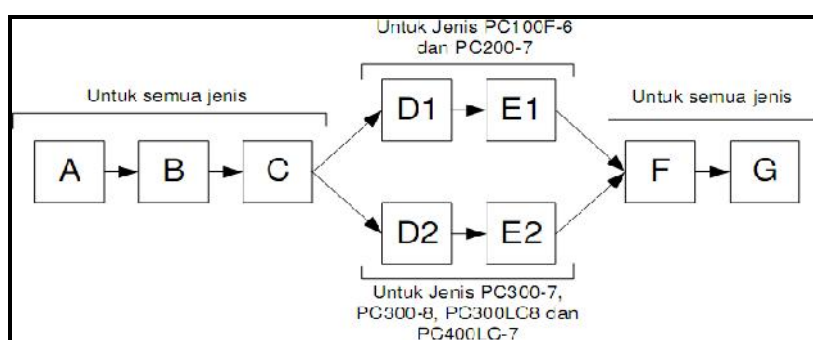 Untuk Jenis PC100F-6
dan PC200-7
Untuk semua jenis
Untuk semua jenis
D1
E1
A
B
C
F
G
D2
E2
Untuk Jenis PC300-7,
PC300-8, PC300LC8 dan
PC400LC-7